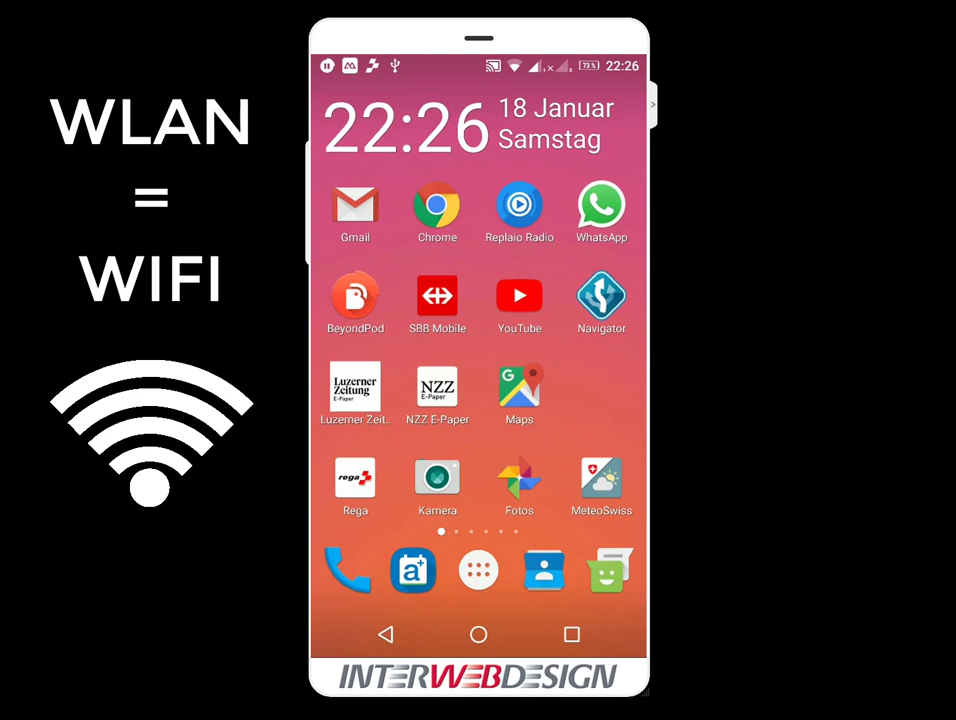 WLAN
=
WIFI
73 %
22:26
22:26
18 Januar
Samstag
Gmail
Chrome
Replaio Radio
WhatsApp
BeyondPod
SBB Mobile
YouTube
Navigator
Luzerner
Zeitung
E-Paper
NZZ
E-Paper
G
Luzerner Zeit..
NZZ E-Paper
Maps
rega
Rega
Kamera
Fotos
MeteoSwiss
a+
INTERWEBDESIGN